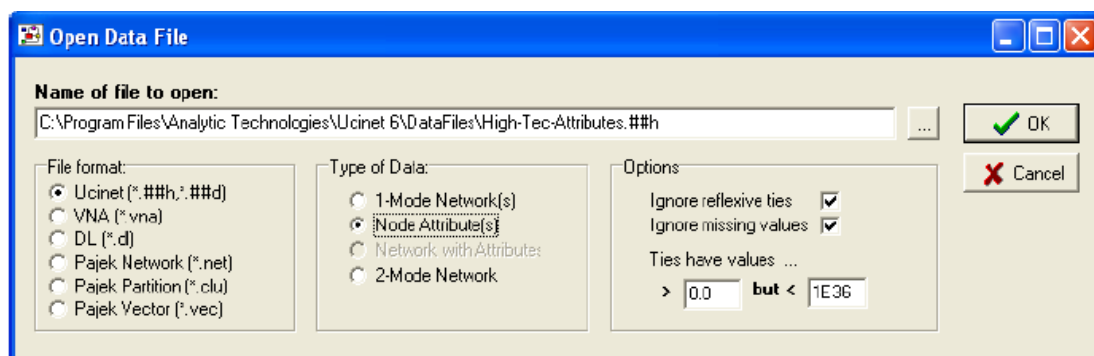 Open Data File
Name of file to open:
C:\Program Files\Analytic Technologies\Ucinet 6\DataFiles\High-Tec-Attributes.##h
...
OK
Cancel
File format:
Ucinet (*.##h,*.##d)
VNA (*.vna)
DL (*.dl)
Pajek Network (*.net)
Pajek Partition (*.clu)
Pajek Vector (*.vec)
Type of Data:
1-Mode Network(s)
Node Attribute(s)
Network with Attributes
2-Mode Network
Options
Ignore reflexive ties
Ignore missing values
Ties have values ...
> 0.0 but < 1E36